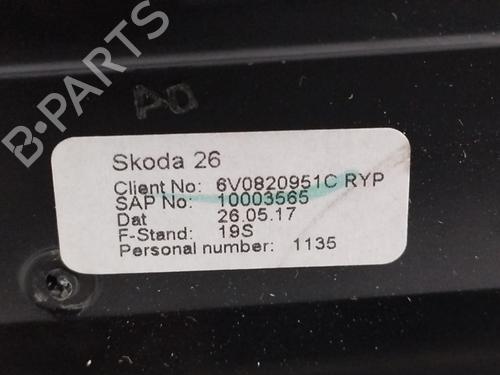 B-PARTS
PO
Skoda 26
Client No: 6V0820951C RYP
SAP No: 10003565
Dat 26.05.17
F-Stand: 19S
Personal number: 1135